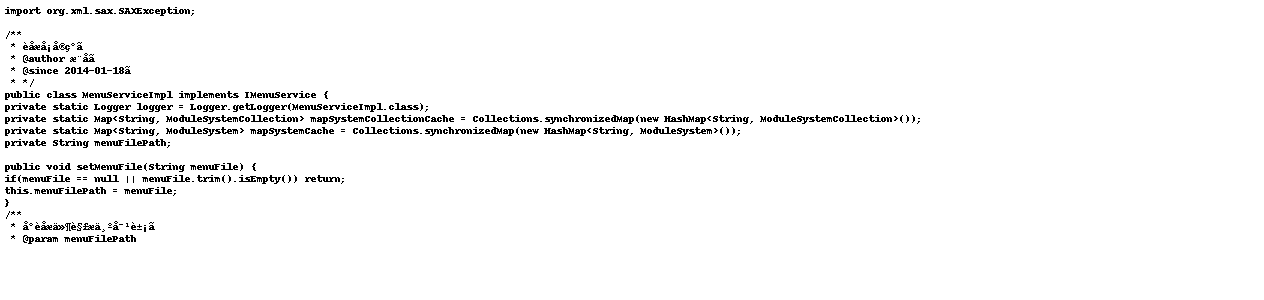 import org.xml.sax.SAXException;
/**
 * èåæå¡å®ç°ã
 * @author æ¨åã
 * @since 2014-01-18ã
 * */
public class MenuServiceImpl implements IMenuService {
private static Logger logger = Logger.getLogger(MenuServiceImpl.class);
private static Map<String, ModuleSystemCollection> mapSystemCollectionCache = Collections.synchronizedMap(new HashMap<String, ModuleSystemCollection>());
private static Map<String, ModuleSystem> mapSystemCache = Collections.synchronizedMap(new HashMap<String, ModuleSystem>());
private String menuFilePath;
public void setMenuFile(String menuFile) {
if(menuFile == null || menuFile.trim().isEmpty()) return;
this.menuFilePath = menuFile;
}
/**
 * å°èåæä»¶è§£æä¸ºå¯¹è±¡ã
 * @param menuFilePath